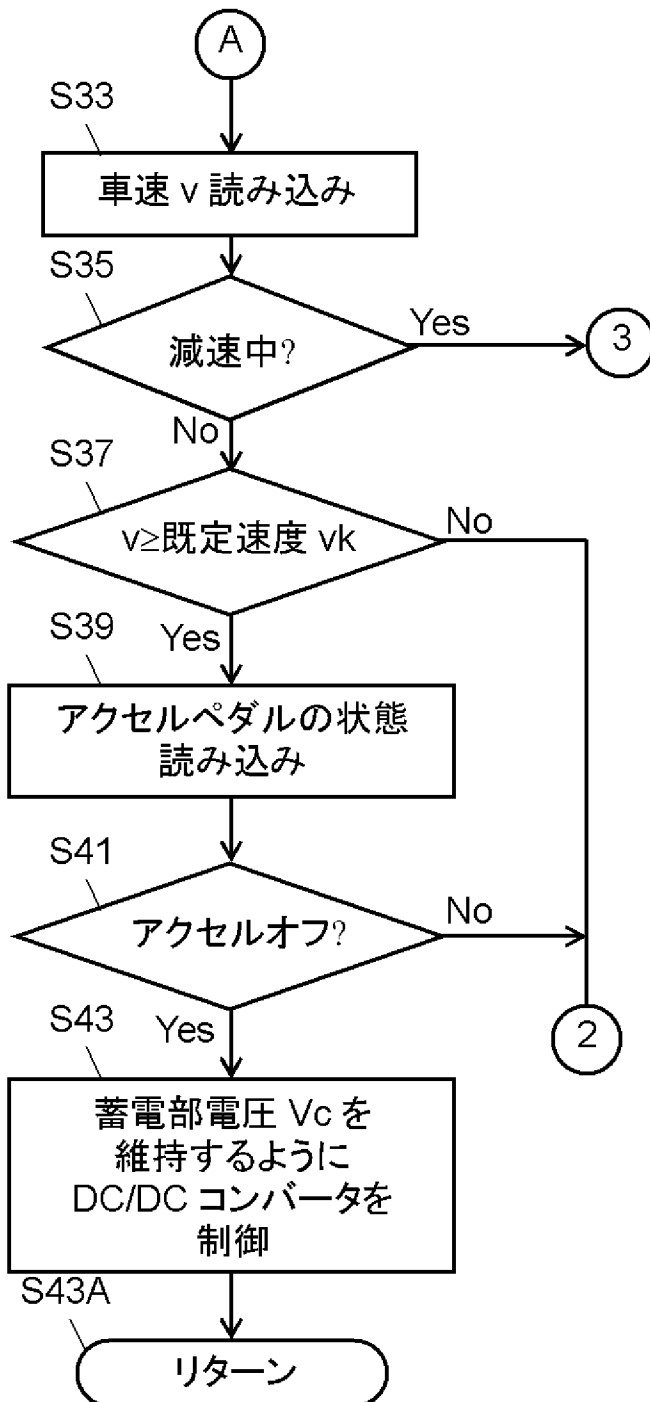 A
S33
車速 v 読み込み
S35
減速中?
Yes
3
No
S37
v≥既定速度 vk
No
S39
Yes
アクセルペダルの状態
読み込み
S41
アクセルオフ?
No
S43
Yes
2
蓄電部電圧 Vc を
維持するように
DC/DC コンバータを
制御
S43A
リターン